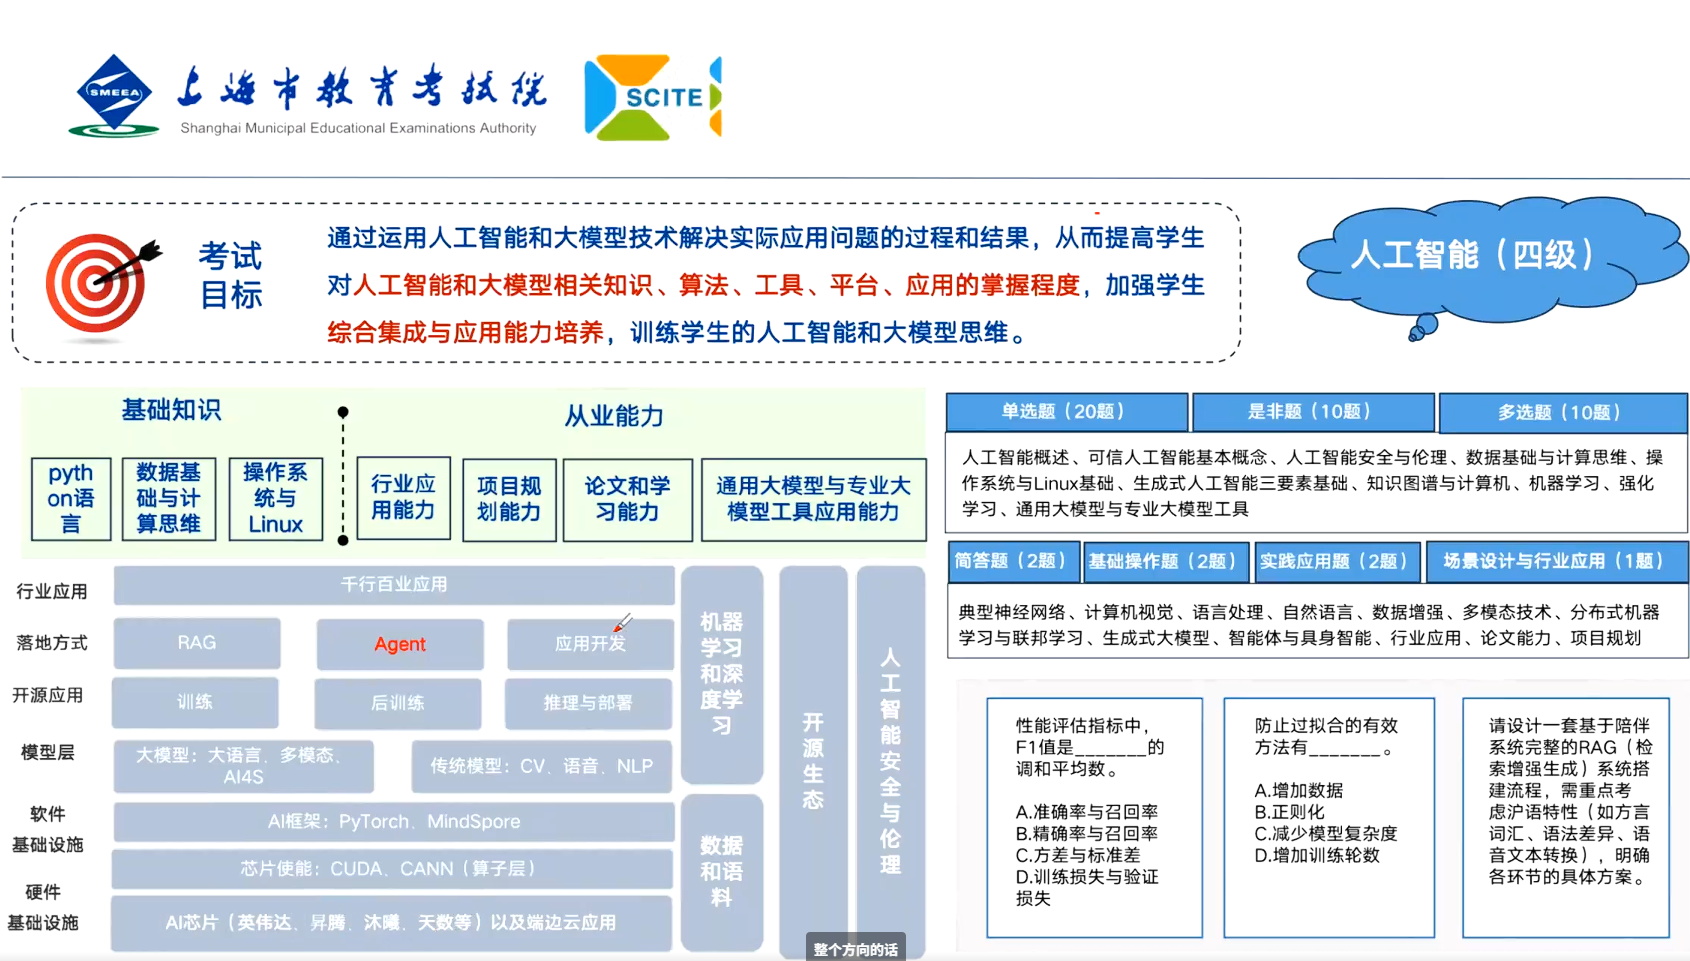 SMEEA
上海市教育考试院
Shanghai Municipal Educational Examinations Authority
SCITE
考试
目标
通过运用人工智能和大模型技术解决实际应用问题的过程和结果，从而提高学生
对人工智能和大模型相关知识、算法、工具、平台、应用的掌握程度，加强学生
综合集成与应用能力培养，训练学生的人工智能和大模型思维。
人工智能（四级）
基础知识
从业能力
pyth
on语
言
数据基
础与计
算思维
操作系
统与
Linux
行业应
用能力
项目规
划能力
论文和学
习能力
通用大模型与专业大
模型工具应用能力
行业应用
千行百业应用
落地方式
RAG
Agent
应用开发
开源应用
训练
后训练
推理与部署
模型层
大模型：大语言、多模态、
AI4S
传统模型：CV、语音、NLP
软件
基础设施
AI框架：PyTorch、MindSpore
芯片使能：CUDA、CANN（算子层）
硬件
基础设施
AI芯片（英伟达、昇腾、沐曦、天数等）以及端边云应用
机器
学习
和深
度学
习
数据
和语
料
开
源
生
态
人
工
智
能
安
全
与
伦
理
单选题（20题）
是非题（10题）
多选题（10题）
人工智能概述、可信人工智能基本概念、人工智能安全与伦理、数据基础与计算思维、操
作系统与Linux基础、生成式人工智能三要素基础、知识图谱与计算机、机器学习、强化
学习、通用大模型与专业大模型工具
简答题（2题）
基础操作题（2题）
实践应用题（2题）
场景设计与行业应用（1题）
典型神经网络、计算机视觉、语言处理、自然语言、数据增强、多模态技术、分布式机器
学习与联邦学习、生成式大模型、智能体与具身智能、行业应用、论文能力、项目规划
性能评估指标中，
F1值是_______的
调和平均数。
A.准确率与召回率
B.精确率与召回率
C.方差与标准差
D.训练损失与验证
损失
防止过拟合的有效
方法有_______。
A.增加数据
B.正则化
C.减少模型复杂度
D.增加训练轮数
请设计一套基于陪伴
系统完整的RAG（检
索增强生成）系统搭
建流程，需重点考
虑沪语特性（如方言
词汇、语法差异、语
音文本转换），明确
各环节的具体方案。
整个方向的话